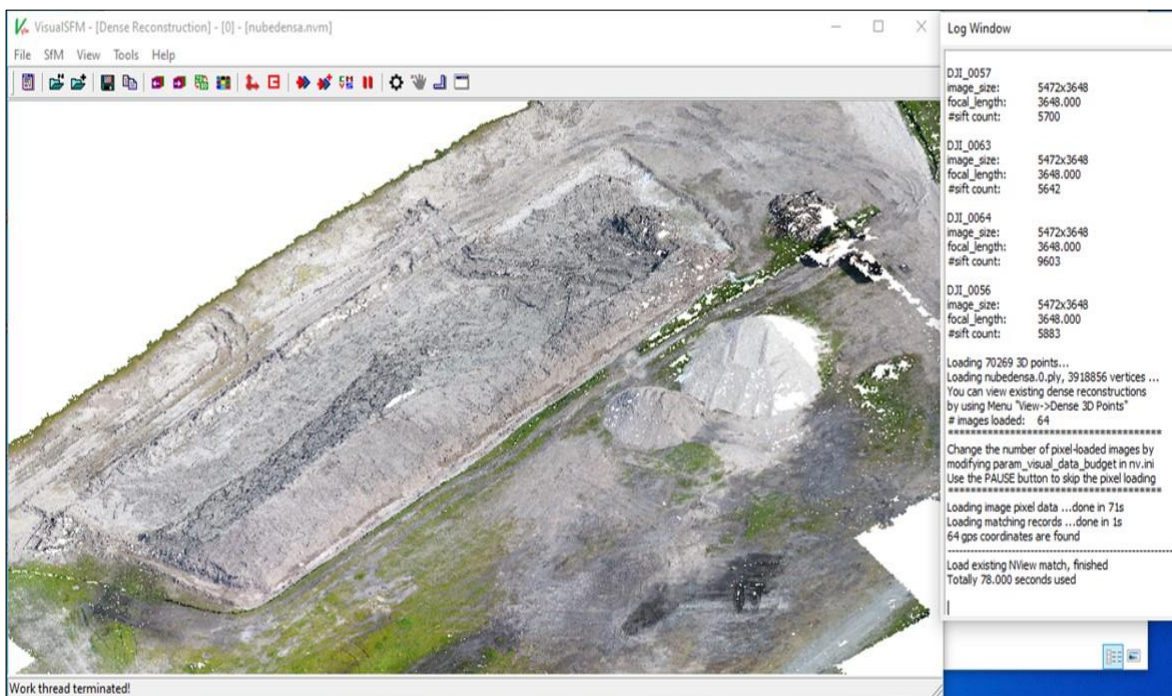 VisualSFM - [Dense Reconstruction] - [0] - [nubedensa.nvm]
File SfM View Tools Help
Work thread terminated!
Log Window
DJI_0057
image_size: 5472x3648
focal_length: 3648.000
#sift count: 5700
DJI_0063
image_size: 5472x3648
focal_length: 3648.000
#sift count: 5642
DJI_0064
image_size: 5472x3648
focal_length: 3648.000
#sift count: 9603
DJI_0056
image_size: 5472x3648
focal_length: 3648.000
#sift count: 5883
Loading 70269 3D points...
Loading nubedensa.0.ply, 3918856 vertices ...
You can view existing dense reconstructions
by using Menu "View->Dense 3D Points"
# images loaded: 64
****************************************
Change the number of pixel-loaded images by
modifying param_visual_data_budget in nv.ini
Use the PAUSE button to skip the pixel loading
****************************************
Loading image pixel data ...done in 71s
Loading matching records ...done in 1s
64 gps coordinates are found
----------------------------------------------------------------
Load existing NView match, finished
Totally 78.000 seconds used